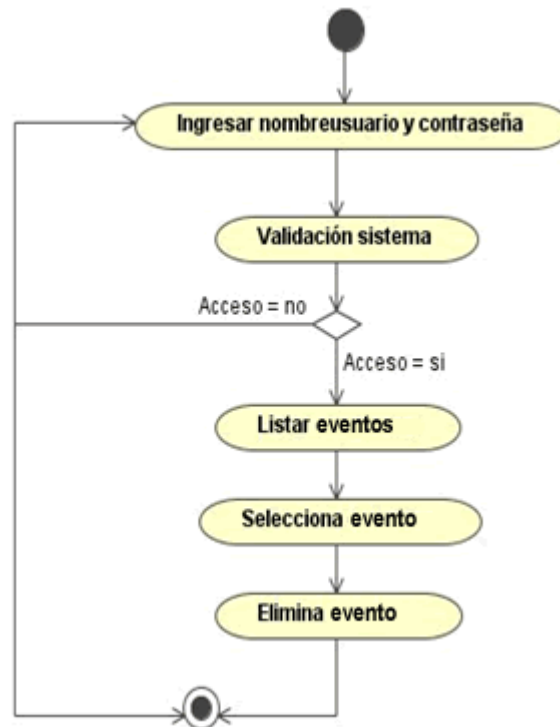 Ingresar nombreusuario y contraseña
Validación sistema
Acceso = no
Acceso = si
Listar eventos
Selecciona evento
Elimina evento